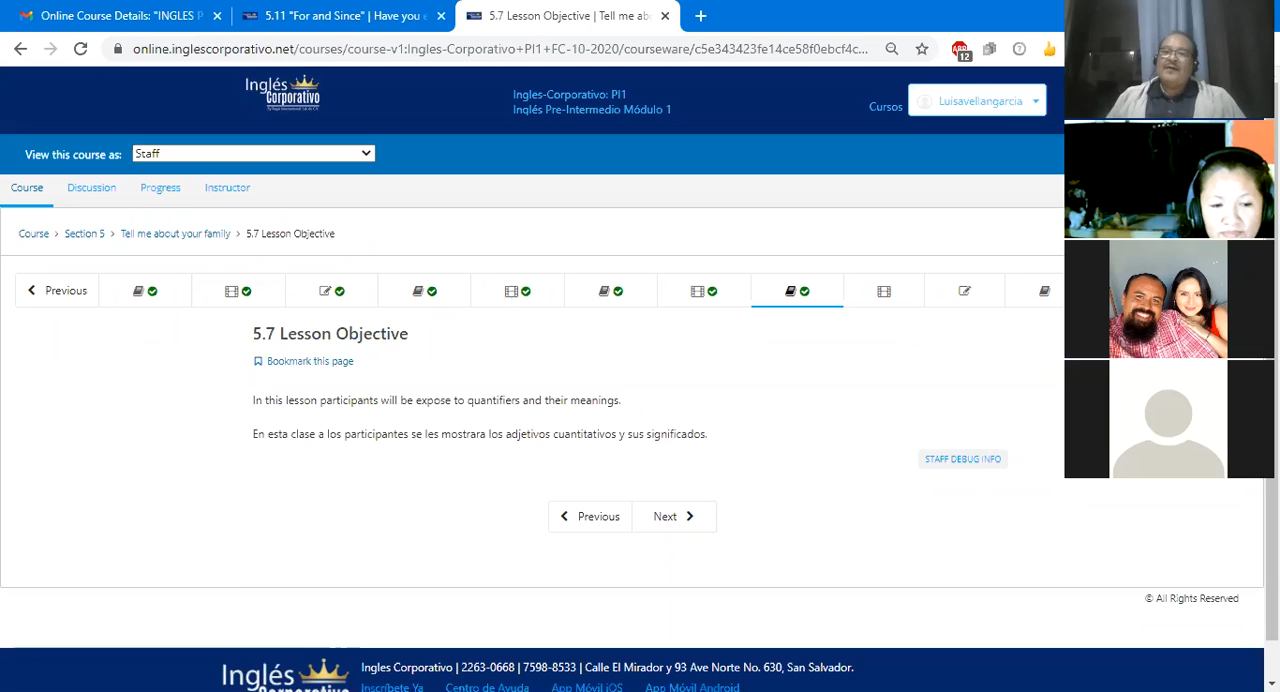 Online Course Details: "INGLES P
5.11 "For and Since" | Have you e
5.7 Lesson Objective | Tell me abo
online.inglescorporativo.net/courses/course-v1:Ingles-Corporativo+PI1+FC-10-2020/courseware/c5e343423fe14ce58f0ebcf4c...
ABP
12
Inglés
Corporativo
Ingles-Corporativo: PI1
Inglés Pre-Intermedio Módulo 1
Cursos
Luisavellangarcia
View this course as:
Staff
Course
Discussion
Progress
Instructor
Course > Section 5 > Tell me about your family > 5.7 Lesson Objective
Previous
5.7 Lesson Objective
Bookmark this page
In this lesson participants will be expose to quantifiers and their meanings.
En esta clase a los participantes se les mostrara los adjetivos cuantitativos y sus significados.
STAFF DEBUG INFO
Previous
Next
© All Rights Reserved
Inglés
Corporativo
Ingles Corporativo | 2263-0668 | 7598-8533 | Calle El Mirador y 93 Ave Norte No. 630, San Salvador.
Inscríbete Ya
Centro de Ayuda
App Móvil iOS
App Móvil Android